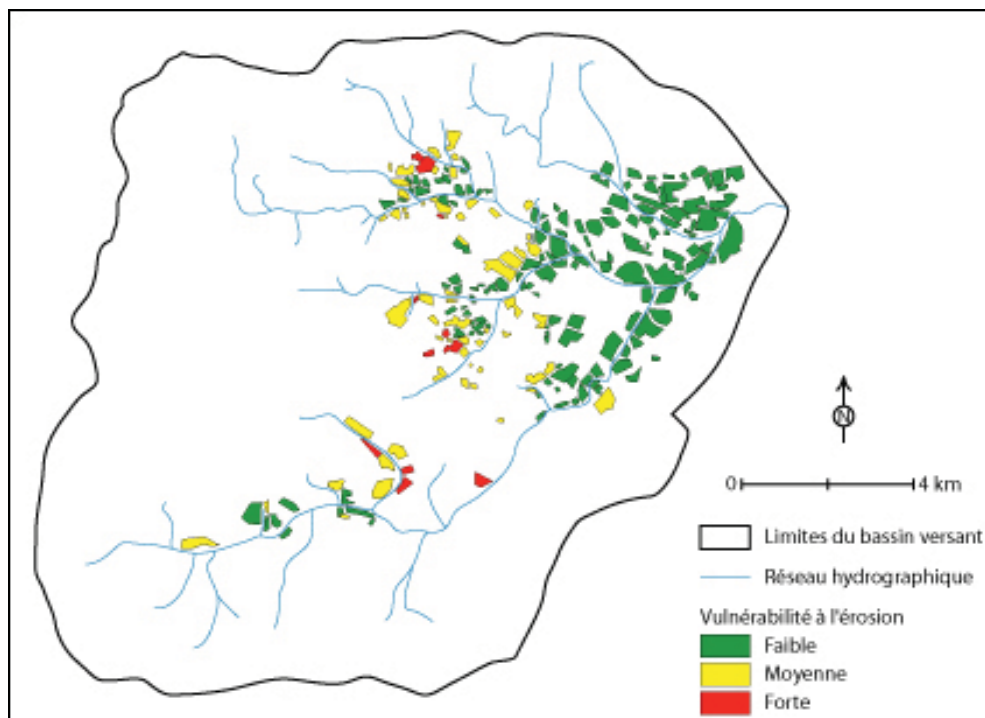 N
0 4 km
Limites du bassin versant
Réseau hydrographique
Vulnérabilité à l'érosion
Faible
Moyenne
Forte